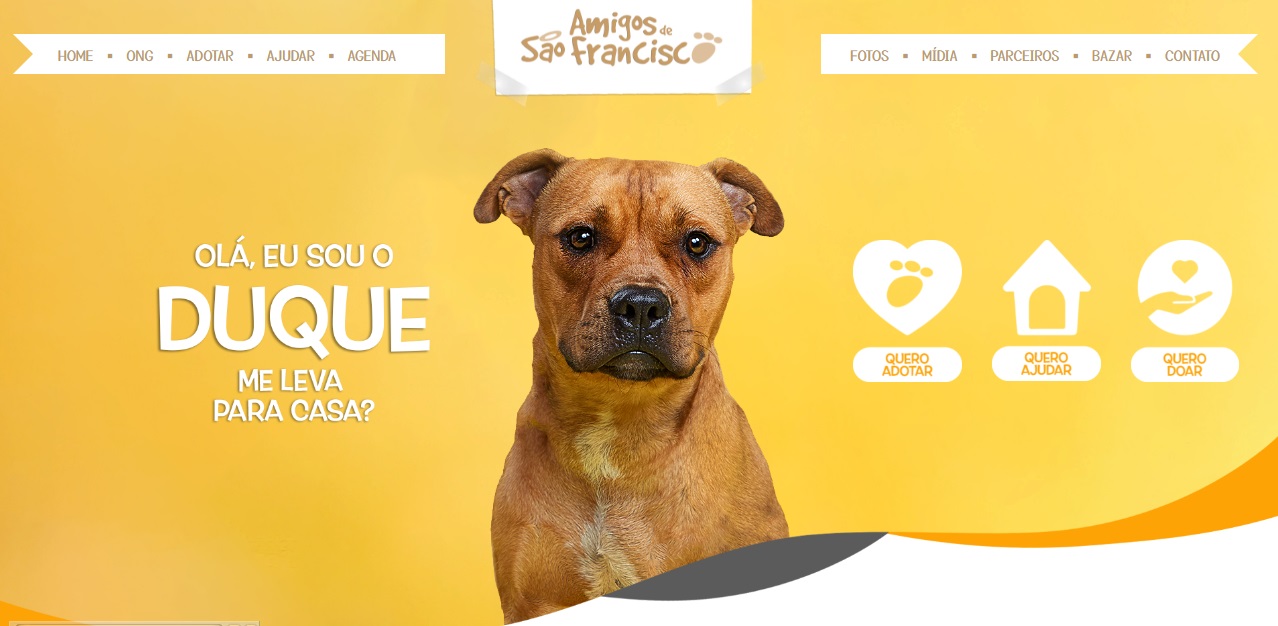 HOME ▪ ONG ▪ ADOTAR ▪ AJUDAR ▪ AGENDA
Amigos de
São Francisco
FOTOS ▪ MÍDIA ▪ PARCEIROS ▪ BAZAR ▪ CONTATO
OLÁ, EU SOU O
DUQUE
ME LEVA
PARA CASA?
QUERO
ADOTAR
QUERO
AJUDAR
QUERO
DOAR